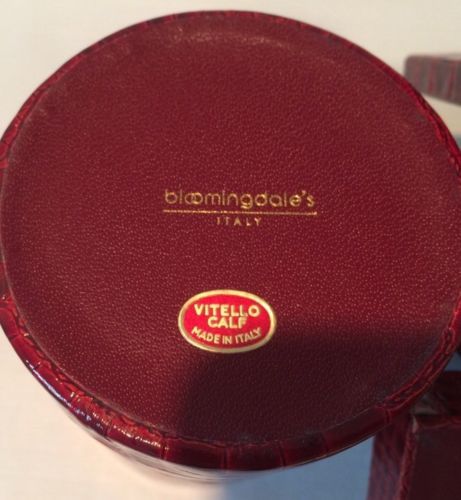 bloomingdale's
ITALY
VITELLO
CALF
MADE IN ITALY